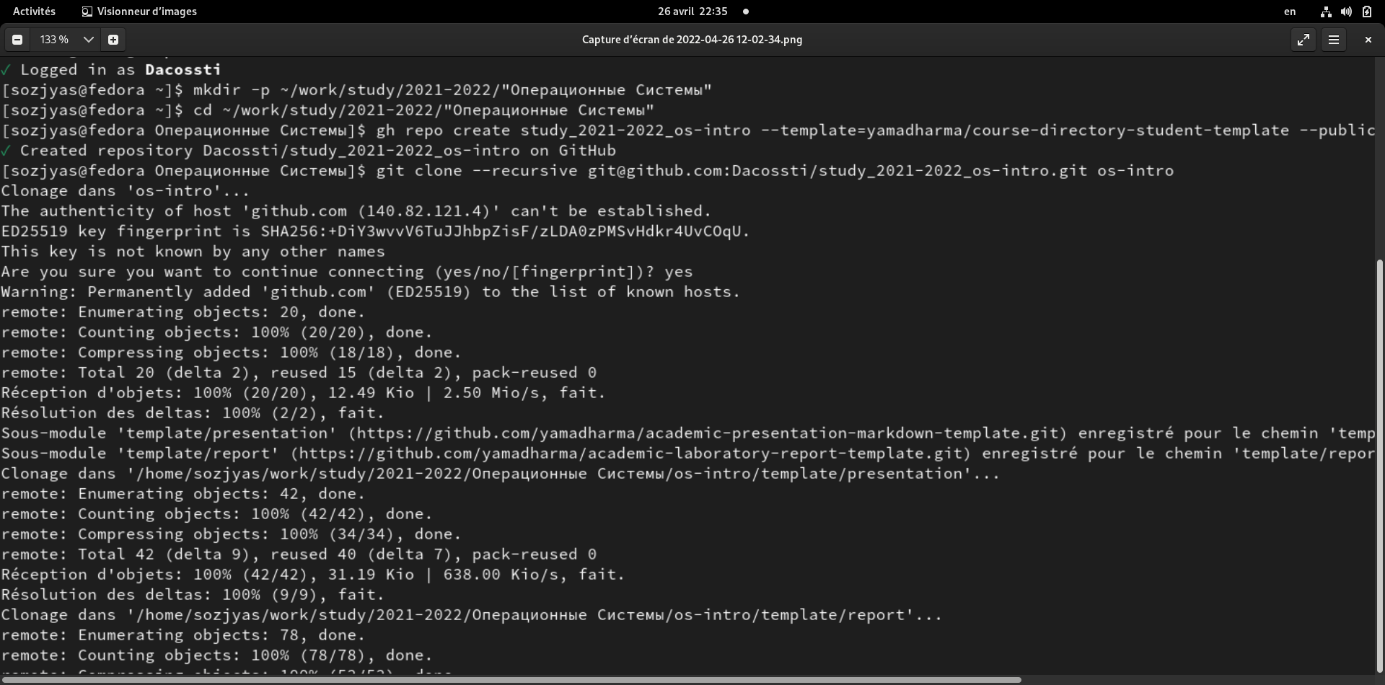 Activités Visionneur d'images 26 avril 22:35 en
133 % Capture d'écran de 2022-04-26 12-02-34.png
✓ Logged in as Dacossti
[sozjyas@fedora ~]$ mkdir -p ~/work/study/2021-2022/"Операционные Системы"
[sozjyas@fedora ~]$ cd ~/work/study/2021-2022/"Операционные Системы"
[sozjyas@fedora Операционные Системы]$ gh repo create study_2021-2022_os-intro --template=yamadharma/course-directory-student-template --public
✓ Created repository Dacossti/study_2021-2022_os-intro on GitHub
[sozjyas@fedora Операционные Системы]$ git clone --recursive git@github.com:Dacossti/study_2021-2022_os-intro.git os-intro
Clonage dans 'os-intro'...
The authenticity of host 'github.com (140.82.121.4)' can't be established.
ED25519 key fingerprint is SHA256:+DiY3wvvV6TuJJhbpZisF/zLDA0zPMSvHdkr4UvCOqU.
This key is not known by any other names
Are you sure you want to continue connecting (yes/no/[fingerprint])? yes
Warning: Permanently added 'github.com' (ED25519) to the list of known hosts.
remote: Enumerating objects: 20, done.
remote: Counting objects: 100% (20/20), done.
remote: Compressing objects: 100% (18/18), done.
remote: Total 20 (delta 2), reused 15 (delta 2), pack-reused 0
Réception d'objets: 100% (20/20), 12.49 Kio | 2.50 Mio/s, fait.
Résolution des deltas: 100% (2/2), fait.
Sous-module 'template/presentation' (https://github.com/yamadharma/academic-presentation-markdown-template.git) enregistré pour le chemin 'temp
Sous-module 'template/report' (https://github.com/yamadharma/academic-laboratory-report-template.git) enregistré pour le chemin 'template/repor
Clonage dans '/home/sozjyas/work/study/2021-2022/Операционные Системы/os-intro/template/presentation'...
remote: Enumerating objects: 42, done.
remote: Counting objects: 100% (42/42), done.
remote: Compressing objects: 100% (34/34), done.
remote: Total 42 (delta 9), reused 40 (delta 7), pack-reused 0
Réception d'objets: 100% (42/42), 31.19 Kio | 638.00 Kio/s, fait.
Résolution des deltas: 100% (9/9), fait.
Clonage dans '/home/sozjyas/work/study/2021-2022/Операционные Системы/os-intro/template/report'...
remote: Enumerating objects: 78, done.
remote: Counting objects: 100% (78/78), done.